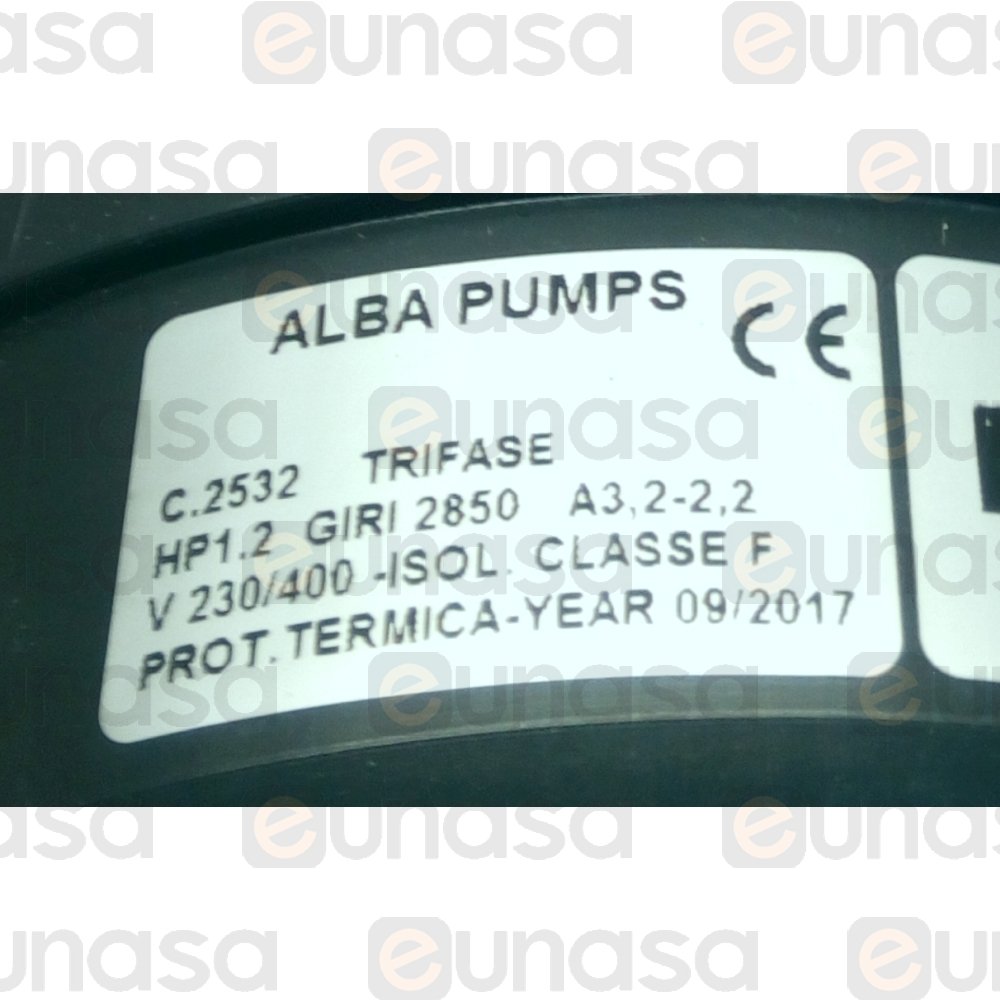 ALBA PUMPS
CE
C.2532 TRIFASE
HP1.2 GIRI 2850 A3,2-2,2
V 230/400 -ISOL. CLASSE F
PROT.TERMICA-YEAR 09/2017
eunasa